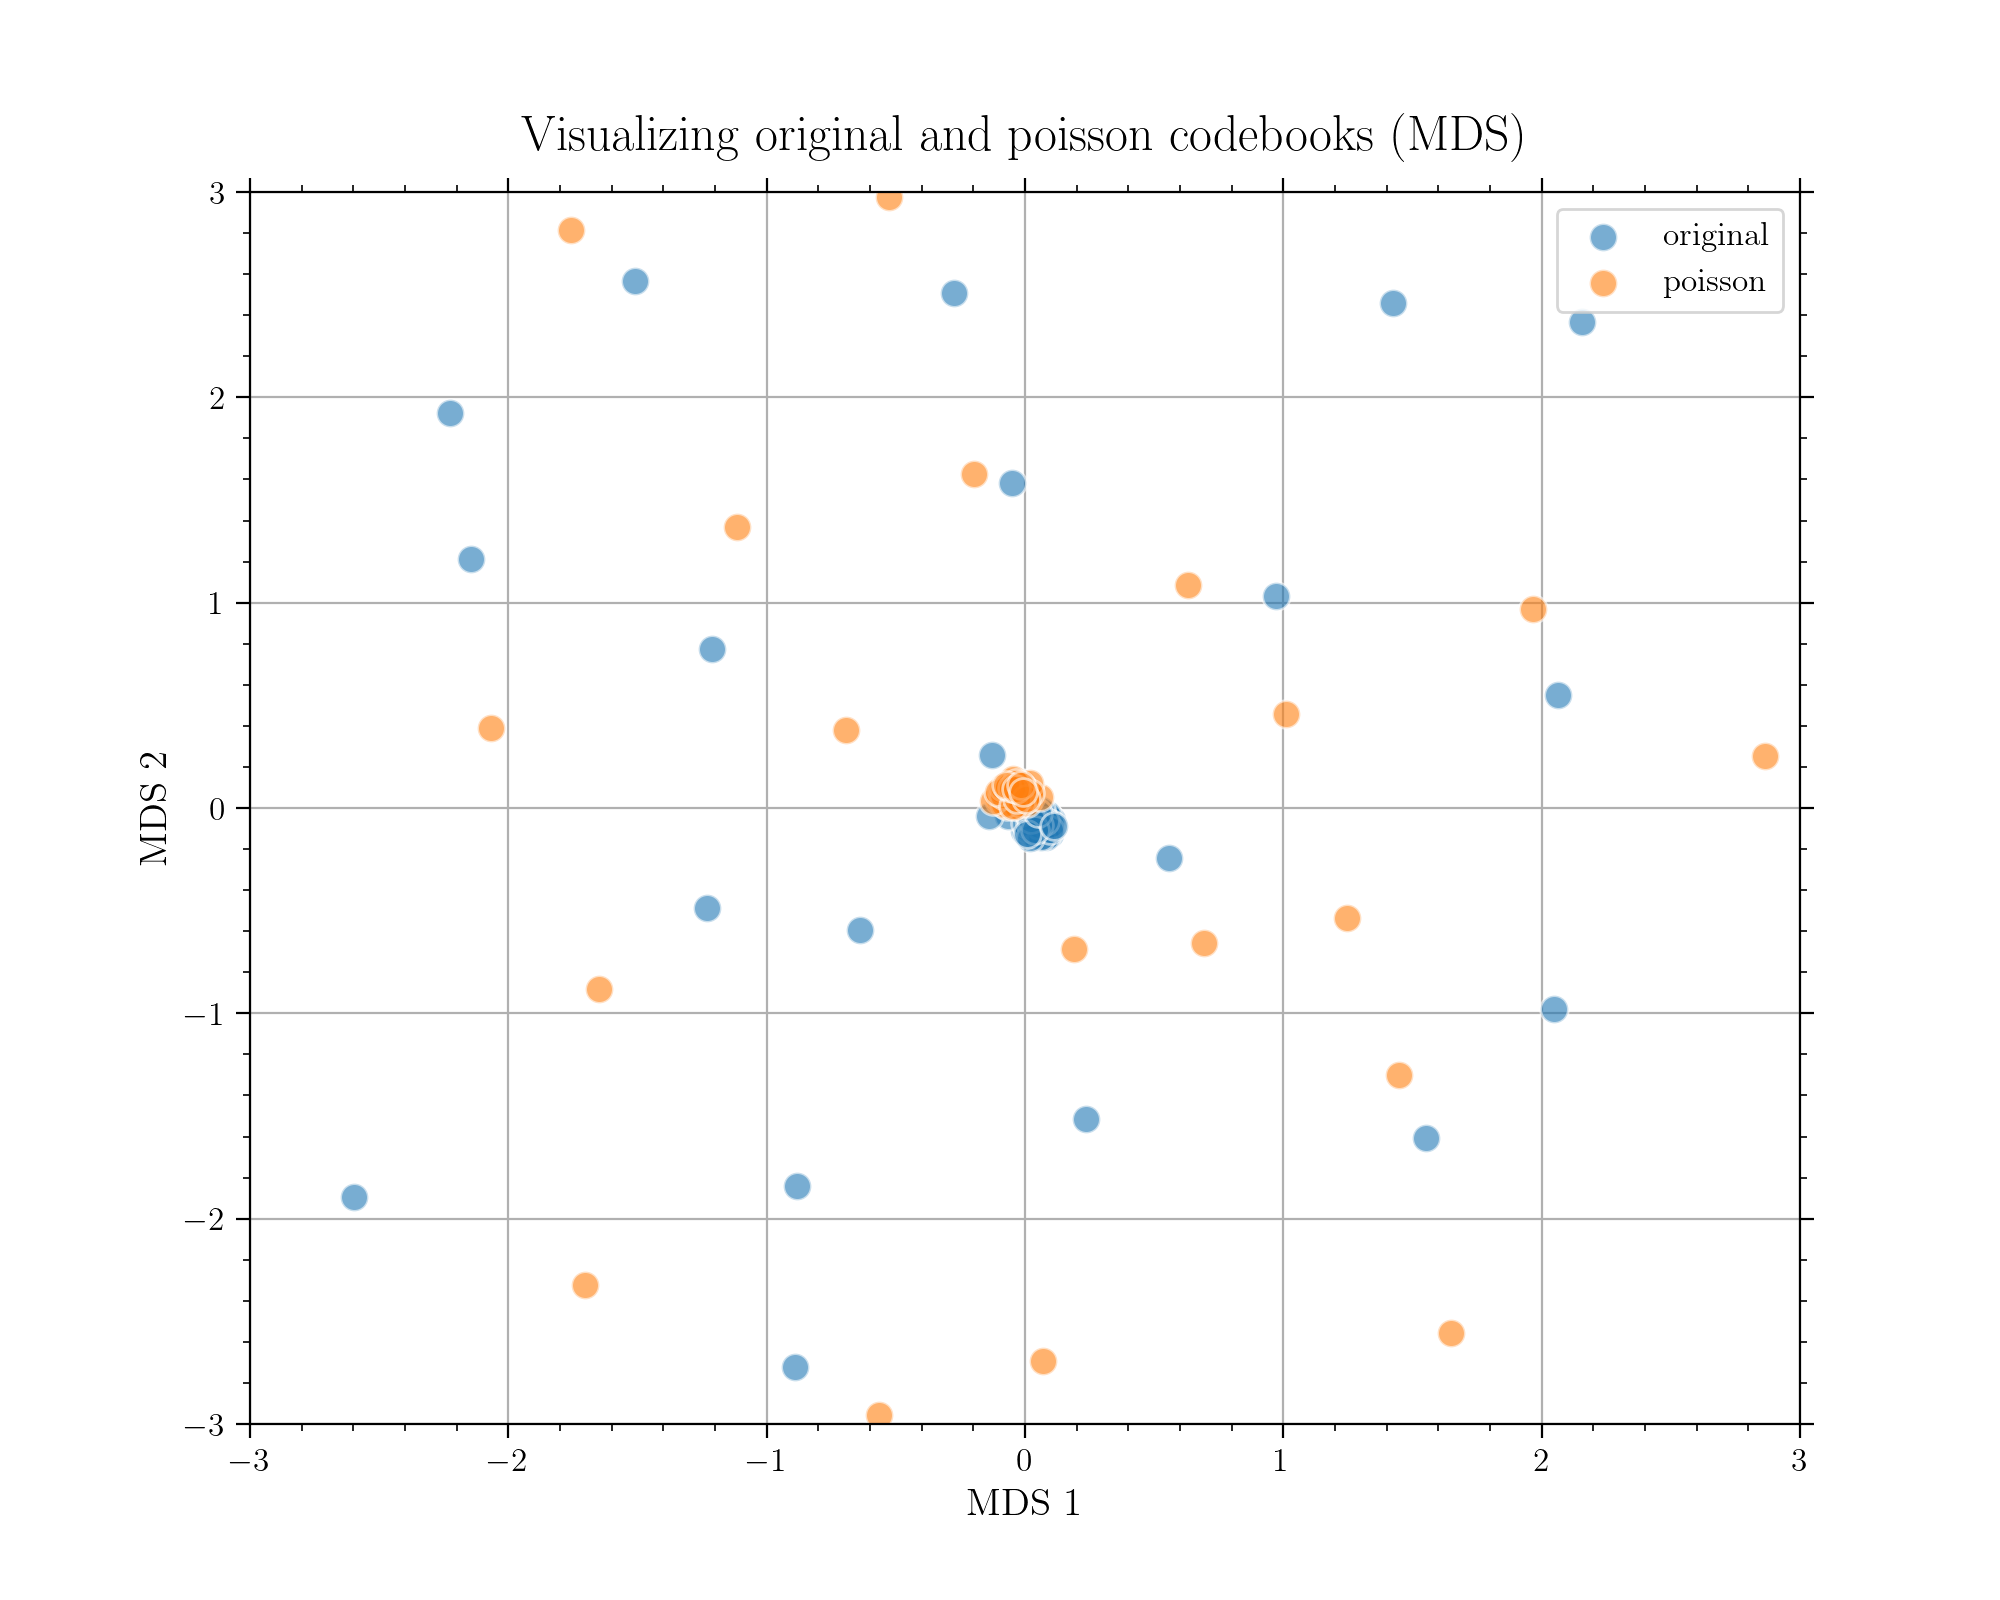 Visualizing original and poisson codebooks (MDS)
original
poisson
3
2
1
0
−1
−2
−3
MDS 2
−3 −2 −1 0 1 2 3
MDS 1